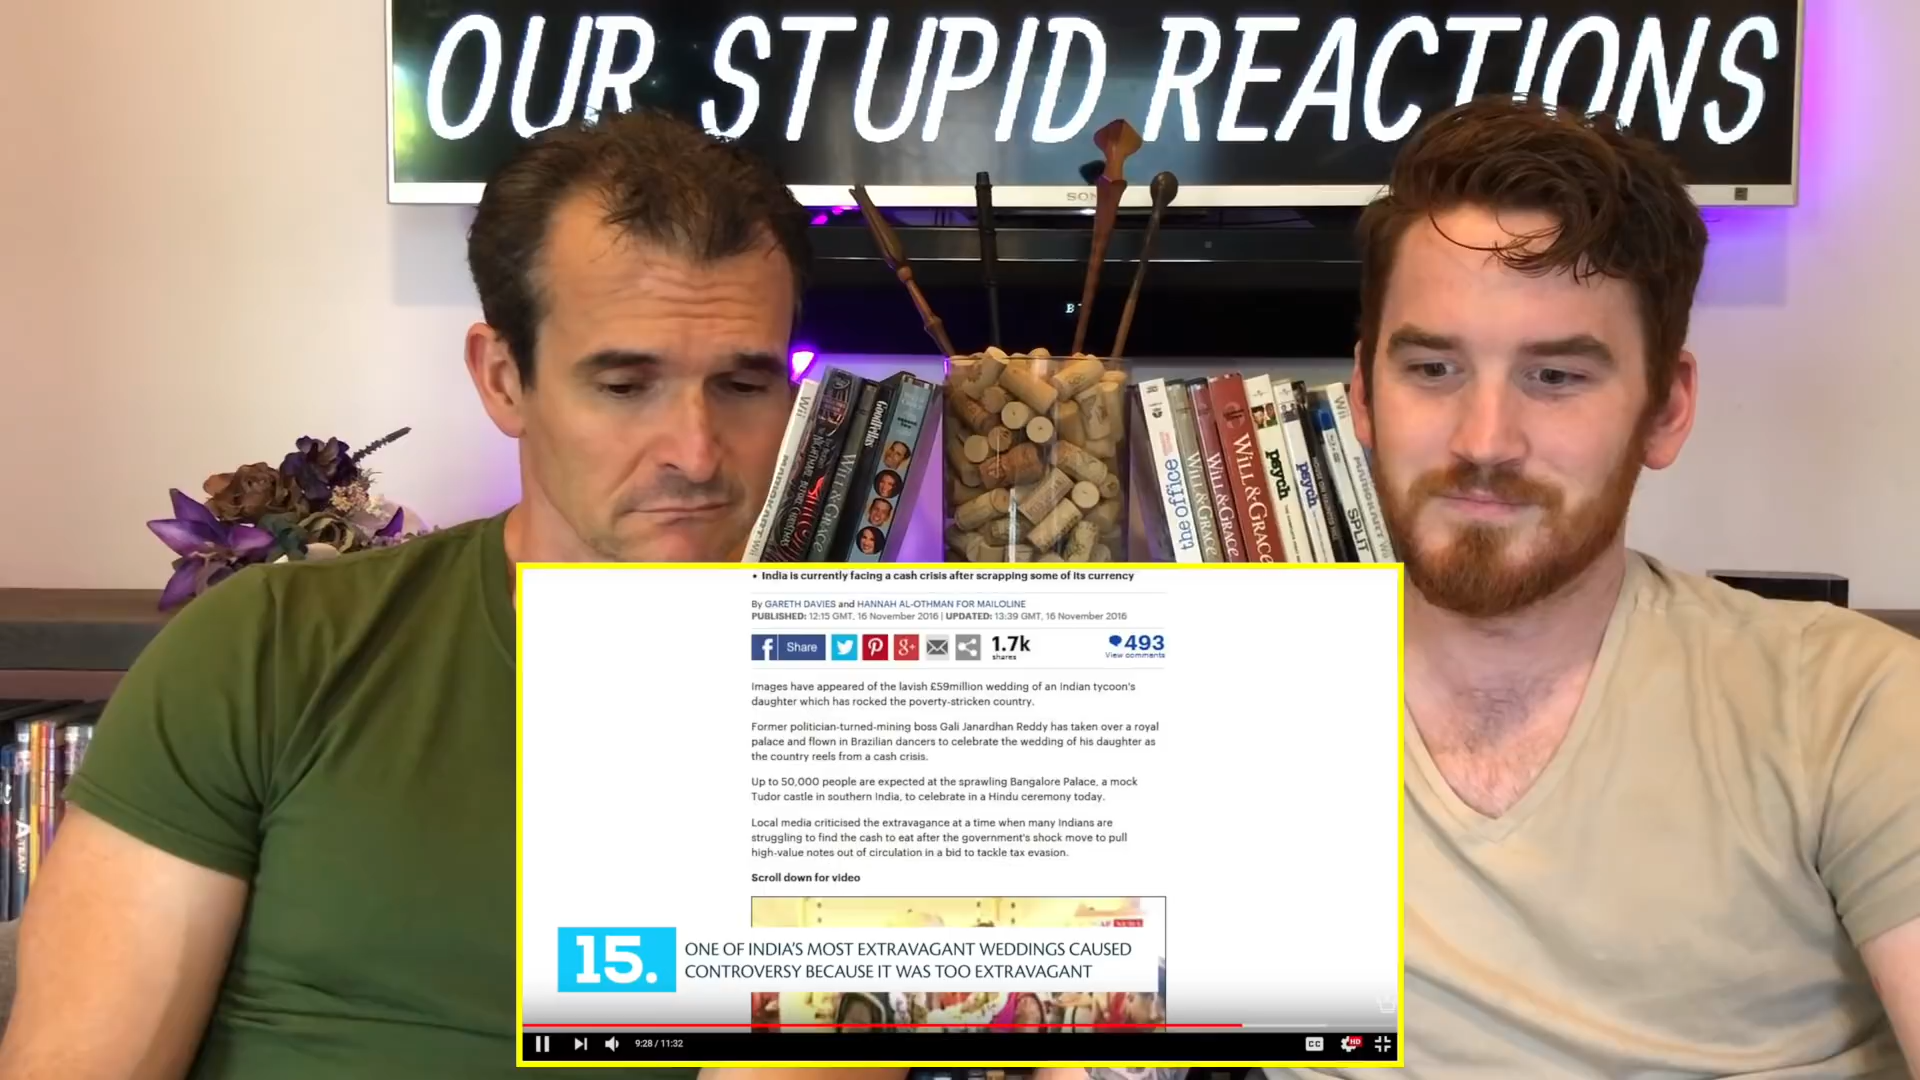 OUR STUPID REACTIONS
SONY
Wii
GoodFellas
WILL & GRACE
the office
WILL & GRACE
WILL & GRACE
WILL & GRACE
psych
psych
SPLIT
Wii
A TEAM
• India is currently facing a cash crisis after scrapping some of its currency
By GARETH DAVIES and HANNAH AL-OTHMAN FOR MAILONLINE
PUBLISHED: 12:15 GMT, 16 November 2016 | UPDATED: 13:39 GMT, 16 November 2016
f Share
g+
1.7k
shares
493
View comments
Images have appeared of the lavish £59million wedding of an Indian tycoon's
daughter which has rocked the poverty-stricken country.
Former politician-turned-mining boss Gali Janardhan Reddy has taken over a royal
palace and flown in Brazilian dancers to celebrate the wedding of his daughter as
the country reels from a cash crisis.
Up to 50,000 people are expected at the sprawling Bangalore Palace, a mock
Tudor castle in southern India, to celebrate in a Hindu ceremony today.
Local media criticised the extravagance at a time when many Indians are
struggling to find the cash to eat after the government's shock move to pull
high-value notes out of circulation in a bid to tackle tax evasion.
Scroll down for video
15.
ONE OF INDIA'S MOST EXTRAVAGANT WEDDINGS CAUSED
CONTROVERSY BECAUSE IT WAS TOO EXTRAVAGANT
9:28 / 11:32
CC
HD